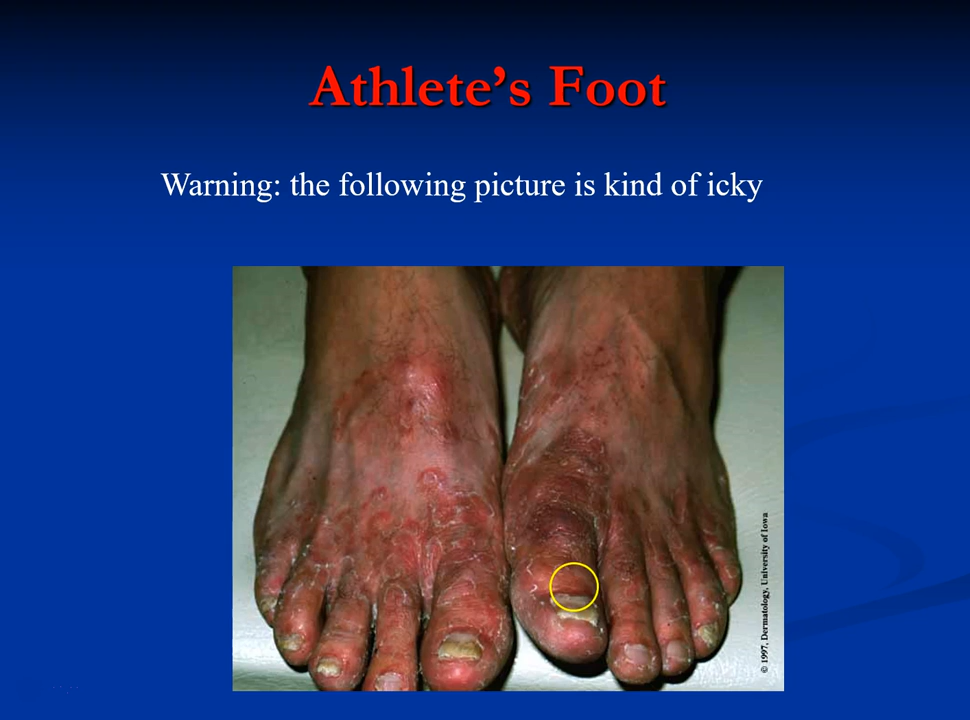 Athlete’s Foot
Warning: the following picture is kind of icky
© 1997, Dermatology, University of Iowa